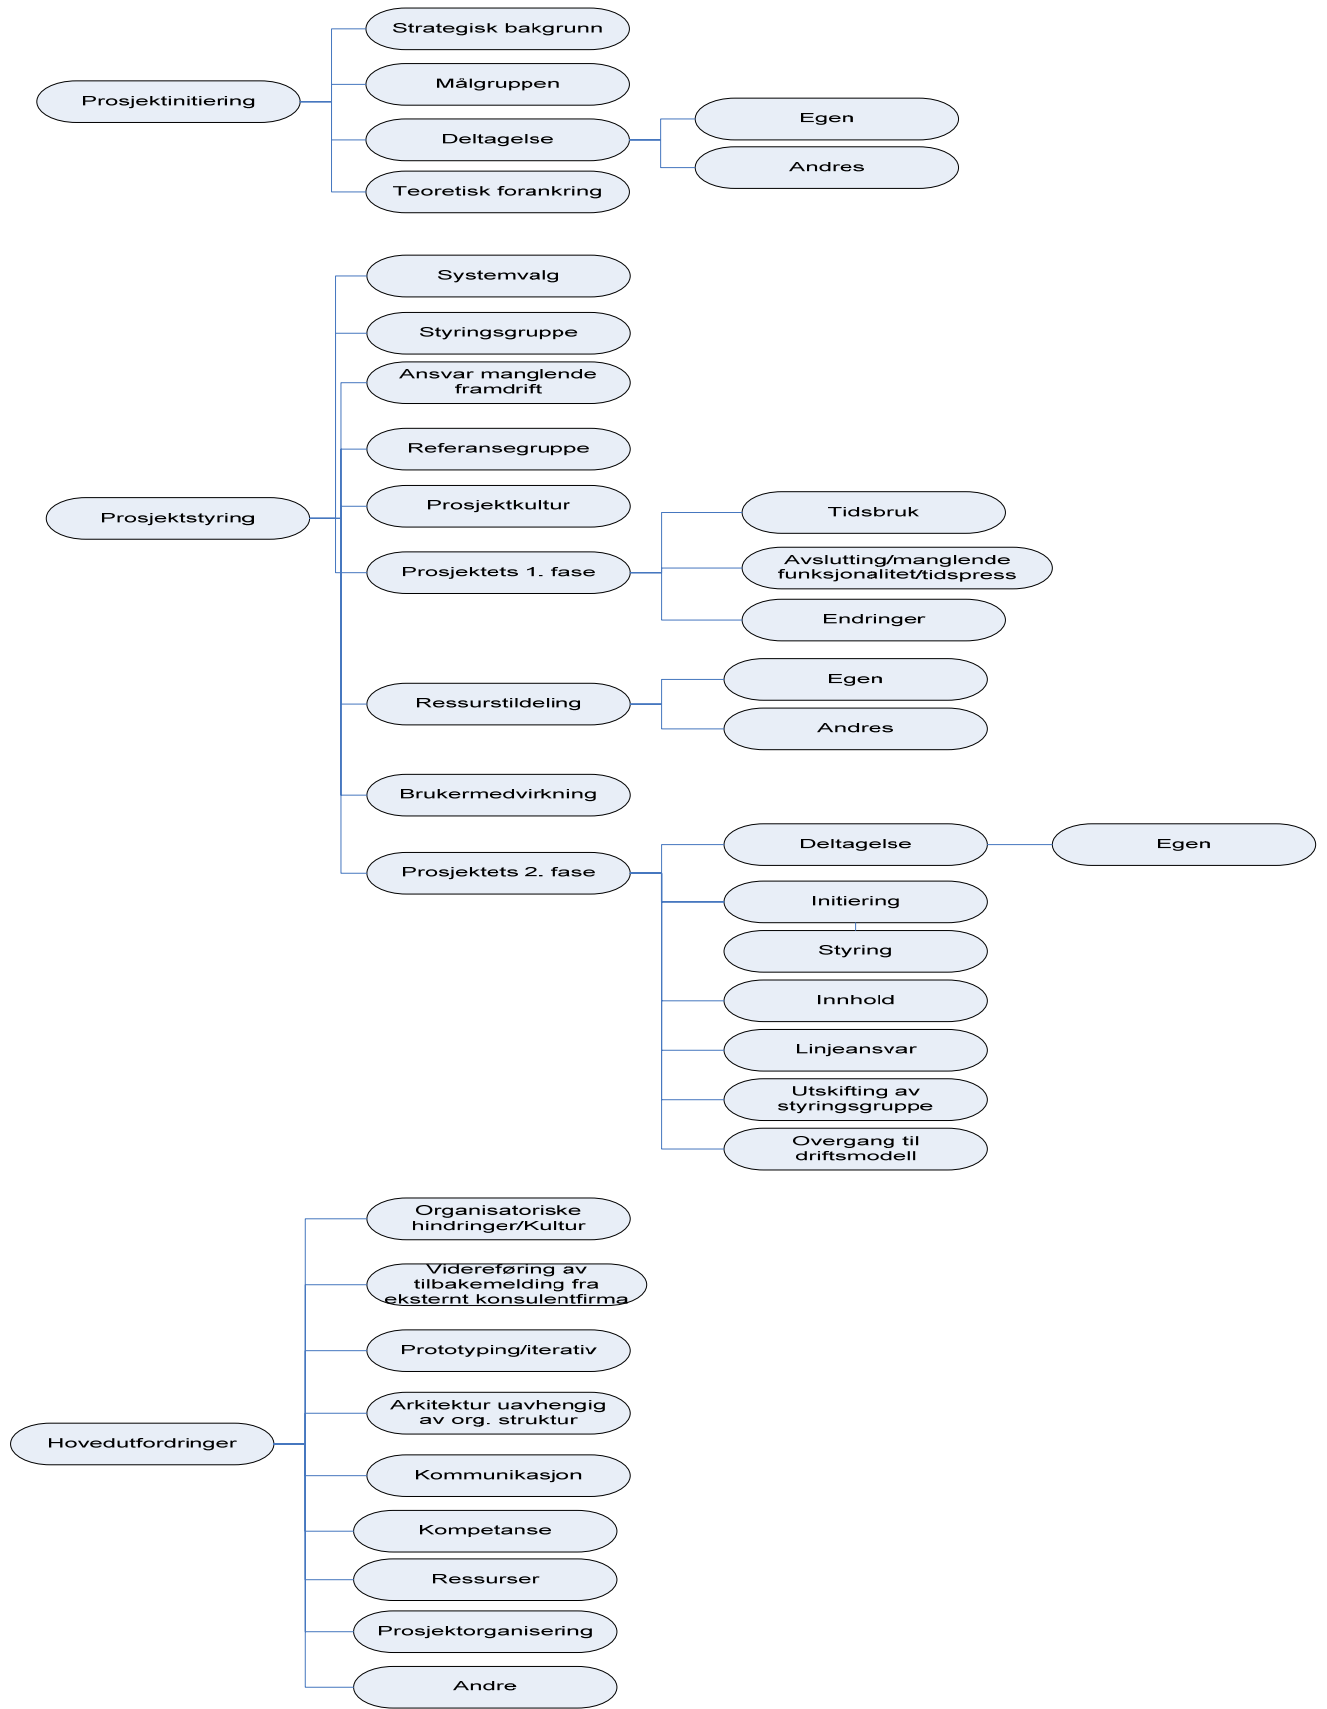 Prosjektinitiering
Strategisk bakgrunn
Målgruppen
Deltagelse
Egen
Andres
Teoretisk forankring
Prosjektstyring
Systemvalg
Styringsgruppe
Ansvar manglende
framdrift
Referansegruppe
Prosjektkultur
Prosjektets 1. fase
Tidsbruk
Avslutting/manglende
funksjonalitet/tidspress
Endringer
Ressurstildeling
Egen
Andres
Brukermedvirkning
Prosjektets 2. fase
Deltagelse
Egen
Initiering
Styring
Innhold
Linjeansvar
Utskifting av
styringsgruppe
Overgang til
driftsmodell
Hovedutfordringer
Organisatoriske
hindringer/Kultur
Videreføring av
tilbakemelding fra
eksternt konsulentfirma
Prototyping/iterativ
Arkitektur uavhengig
av org. struktur
Kommunikasjon
Kompetanse
Ressurser
Prosjektorganisering
Andre